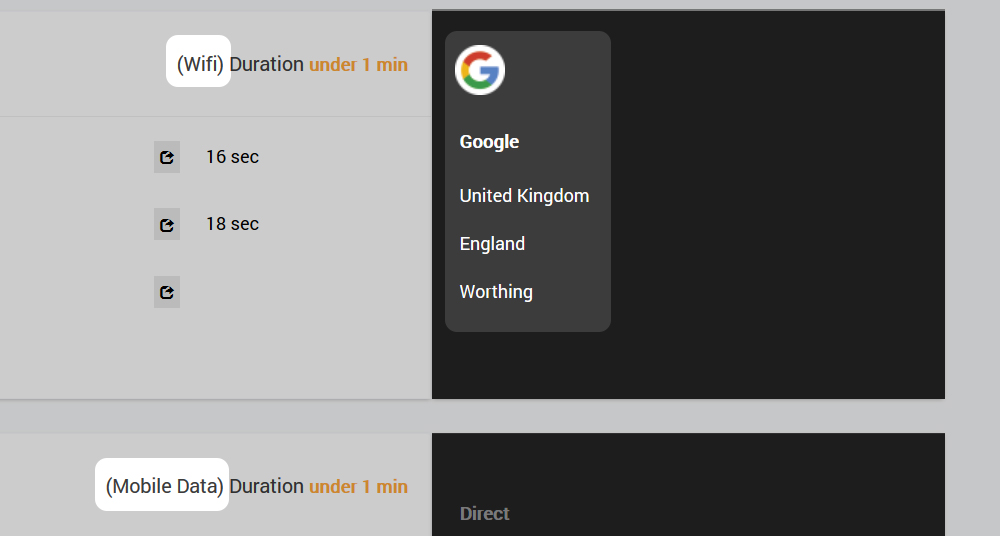 (Wifi) Duration under 1 min
16 sec
18 sec
Google
United Kingdom
England
Worthing
(Mobile Data) Duration under 1 min
Direct